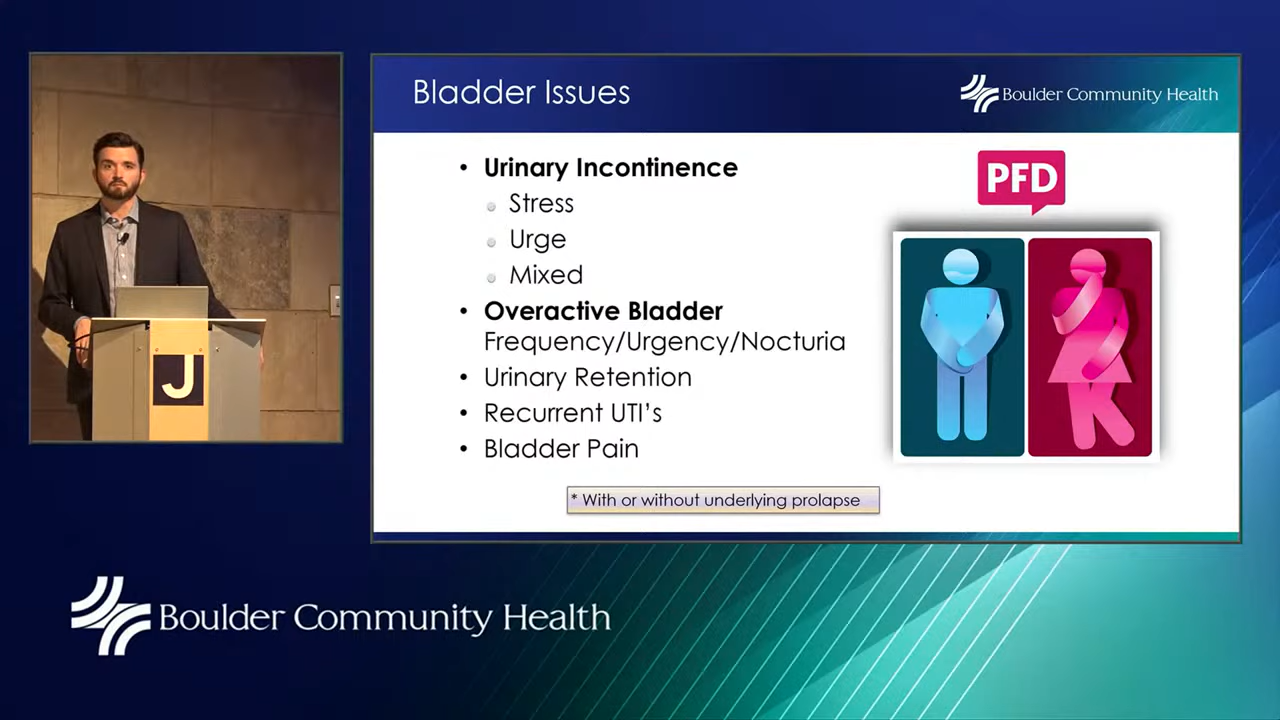 Bladder Issues
Boulder Community Health
• Urinary Incontinence
Stress
Urge
Mixed
• Overactive Bladder
Frequency/Urgency/Nocturia
• Urinary Retention
• Recurrent UTI's
• Bladder Pain
PFD
* With or without underlying prolapse
J
Boulder Community Health